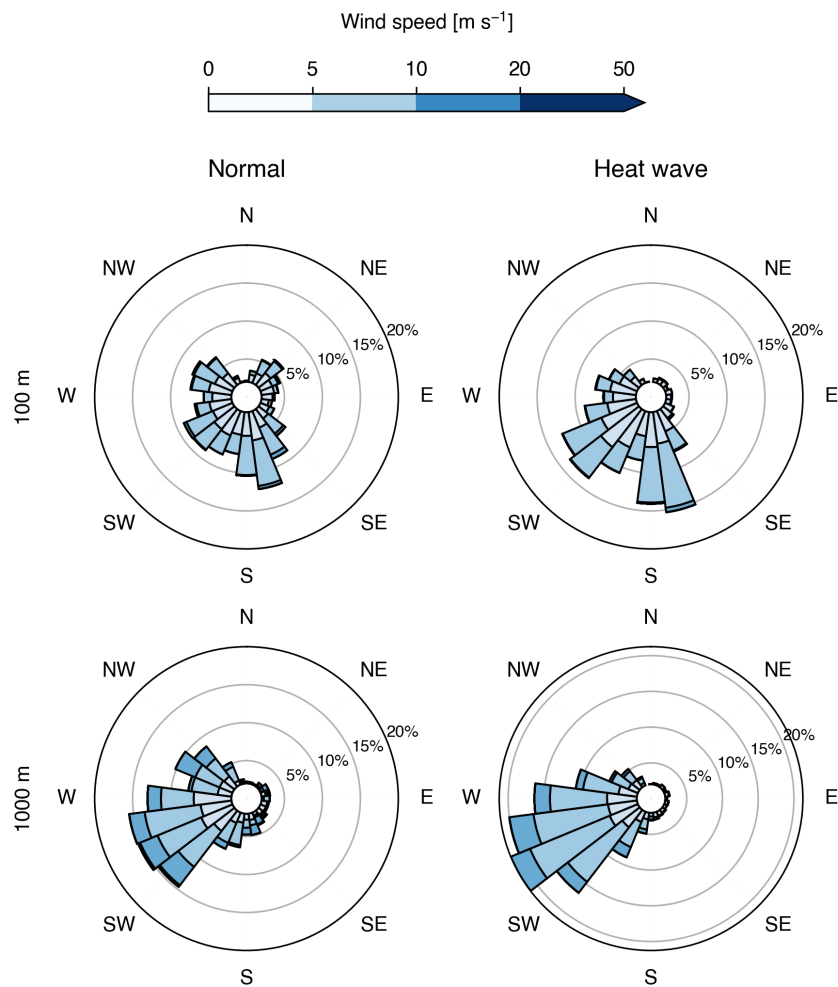 Wind speed [m s⁻¹]
0 5 10 20 50
Normal Heat wave
N N
NW NE NW NE
20% 20%
15% 15%
10% 10%
5% 5%
100 m W E W E
SW SE SW SE
S S
N N
NW NE NW NE
20% 20%
15% 15%
10% 10%
5% 5%
1000 m W E W E
SW SE SW SE
S S